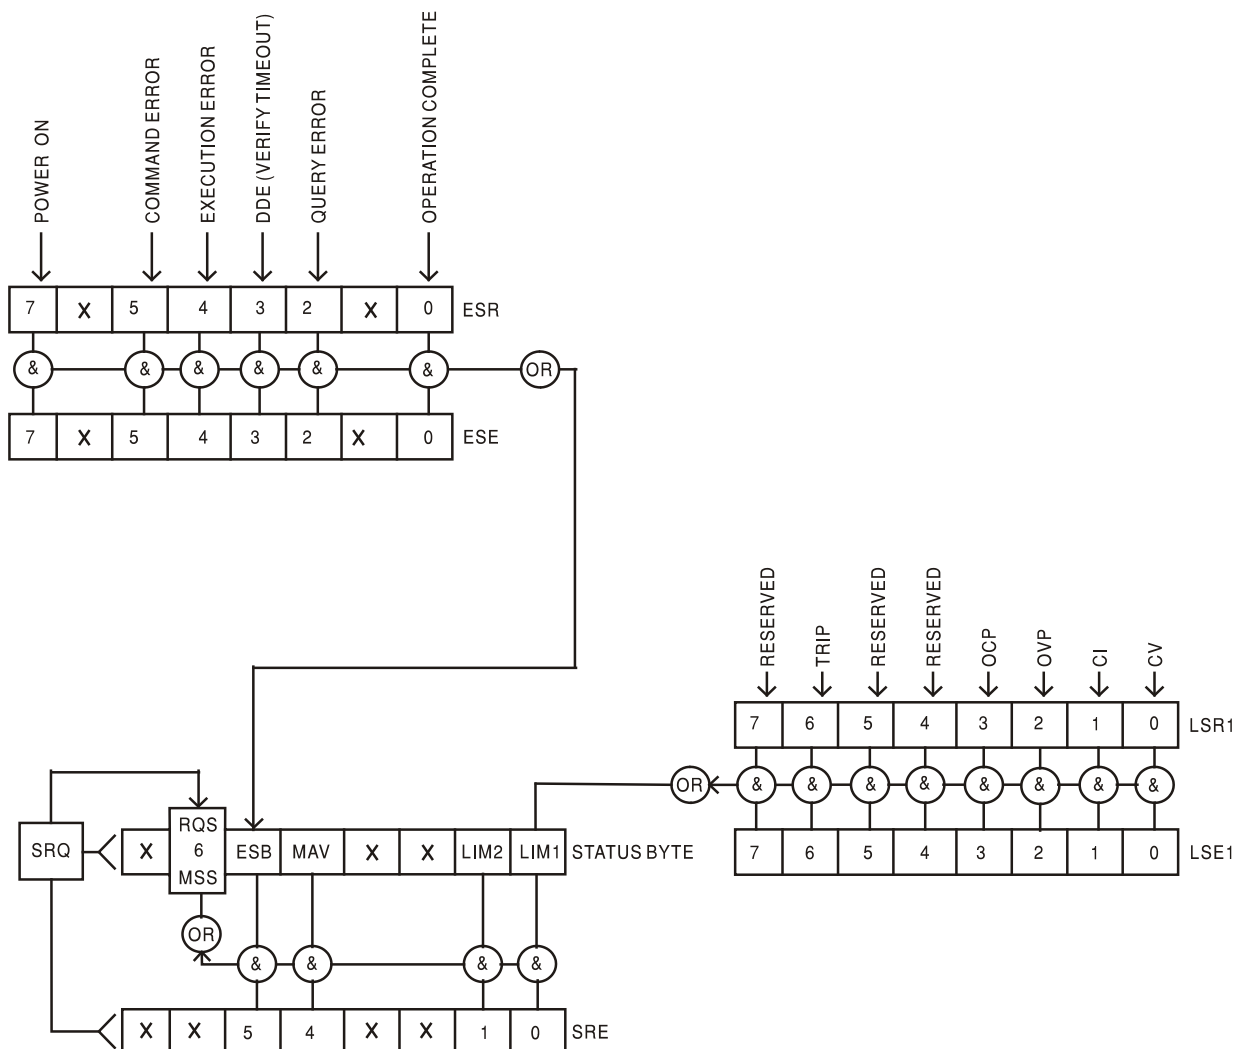 POWER ON
COMMAND ERROR
EXECUTION ERROR
DDE (VERIFY TIMEOUT)
QUERY ERROR
OPERATION COMPLETE
7 X 5 4 3 2 X 0 ESR
& & & & & & OR
7 X 5 4 3 2 X 0 ESE
RESERVED
TRIP
RESERVED
RESERVED
OCP
OVP
CI
CV
7 6 5 4 3 2 1 0 LSR1
OR & & & & & & & &
7 6 5 4 3 2 1 0 LSE1
SRQ
X
RQS
6
MSS
ESB MAV X X LIM2 LIM1 STATUS BYTE
OR
& & & &
X X 5 4 X X 1 0 SRE